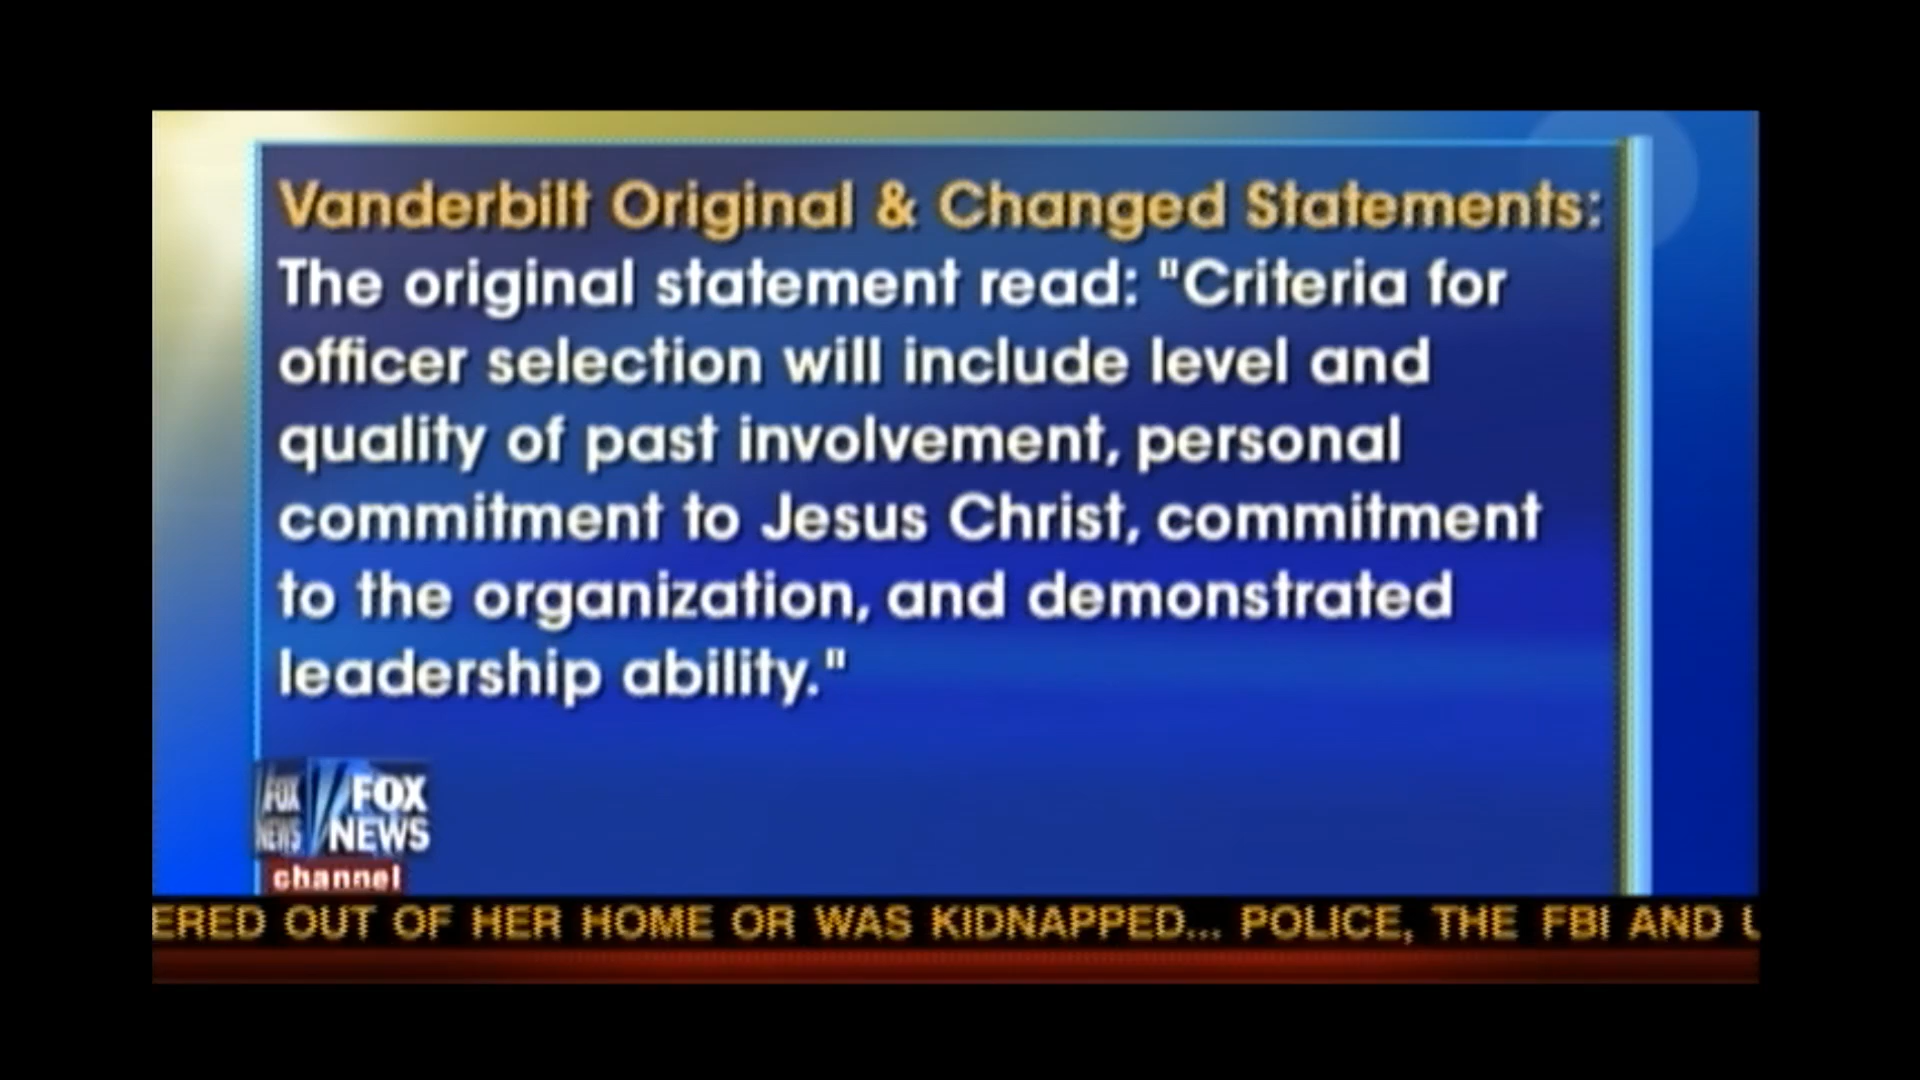 Vanderbilt Original & Changed Statements:
The original statement read: "Criteria for
officer selection will include level and
quality of past involvement, personal
commitment to Jesus Christ, commitment
to the organization, and demonstrated
leadership ability."
FOX FOX
NEWS NEWS
channel
ERED OUT OF HER HOME OR WAS KIDNAPPED... POLICE, THE FBI AND